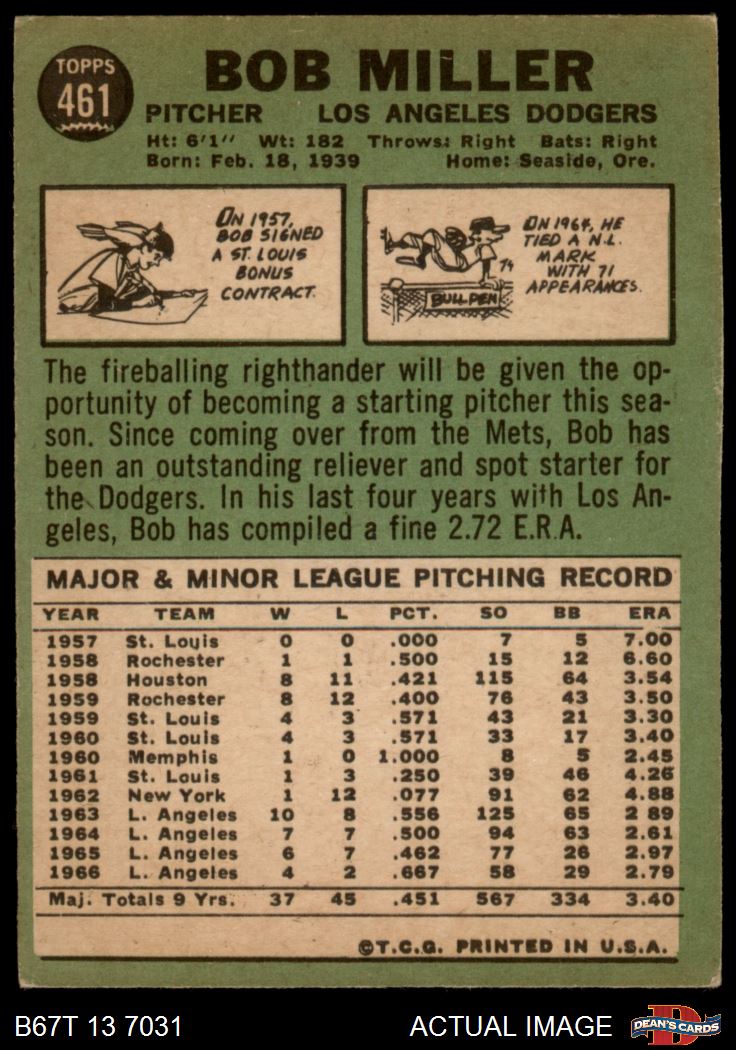 TOPPS
461
BOB MILLER
PITCHER LOS ANGELES DODGERS
Ht: 6'1'' Wt: 182 Throws: Right Bats: Right
Born: Feb. 18, 1939 Home: Seaside, Ore.
ON 1957,
BOB SIGNED
A ST. LOUIS
BONUS
CONTRACT.
ON 1964, HE
TIED A N.L.
MARK
WITH 71
APPEARANCES.
74
BULLPEN
The fireballing righthander will be given the op-
portunity of becoming a starting pitcher this sea-
son. Since coming over from the Mets, Bob has
been an outstanding reliever and spot starter for
the Dodgers. In his last four years with Los An-
geles, Bob has compiled a fine 2.72 E.R.A.
MAJOR & MINOR LEAGUE PITCHING RECORD
YEAR TEAM W L PCT. SO BB ERA
1957 St. Louis 0 0 .000 7 5 7.00
1958 Rochester 1 1 .500 15 12 6.60
1958 Houston 8 11 .421 115 64 3.54
1959 Rochester 8 12 .400 76 43 3.50
1959 St. Louis 4 3 .571 43 21 3.30
1960 St. Louis 4 3 .571 33 17 3.40
1960 Memphis 1 0 1.000 8 5 2.45
1961 St. Louis 1 3 .250 39 46 4.26
1962 New York 1 12 .077 91 62 4.88
1963 L. Angeles 10 8 .556 125 65 2 89
1964 L. Angeles 7 7 .500 94 63 2.61
1965 L. Angeles 6 7 .462 77 26 2.97
1966 L. Angeles 4 2 .667 58 29 2.79
Maj. Totals 9 Yrs. 37 45 .451 567 334 3.40
©T.C.G. PRINTED IN U.S.A.
B67T 13 7031 ACTUAL IMAGE DEAN'S CARDS